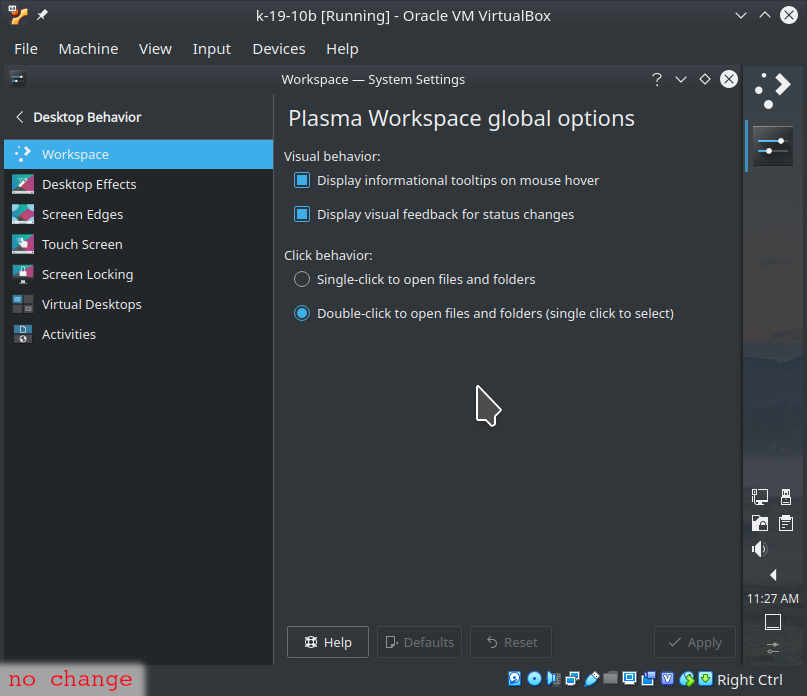 k-19-10b [Running] - Oracle VM VirtualBox
File Machine View Input Devices Help
Workspace — System Settings
Desktop Behavior
Workspace
Desktop Effects
Screen Edges
Touch Screen
Screen Locking
Virtual Desktops
Activities
Plasma Workspace global options
Visual behavior:
Display informational tooltips on mouse hover
Display visual feedback for status changes
Click behavior:
Single-click to open files and folders
Double-click to open files and folders (single click to select)
Help Defaults Reset Apply
11:27 AM
no change
Right Ctrl